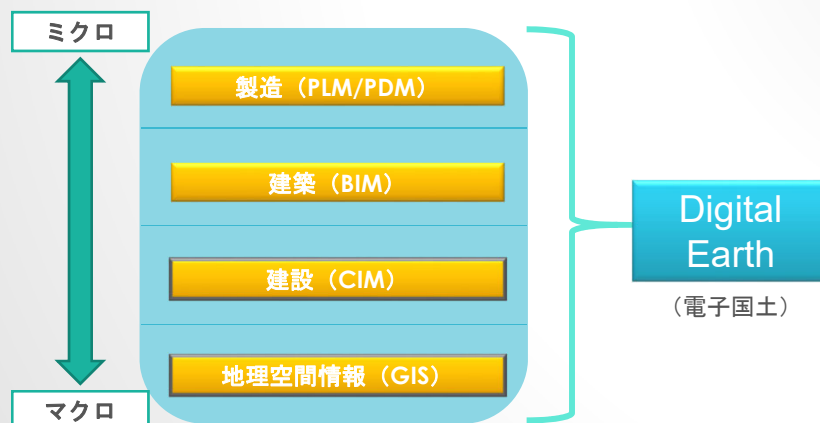 ミクロ
製造（PLM/PDM）
建築（BIM）
建設（CIM）
地理空間情報（GIS）
マクロ
Digital
Earth
（電子国土）